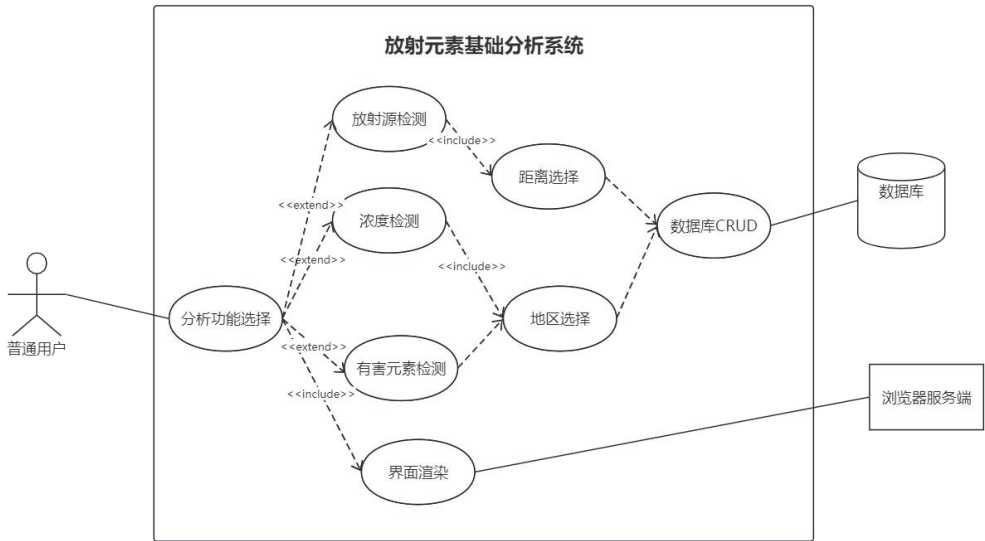 放射元素基础分析系统
放射源检测
<<include>>
距离选择
数据库
<<extend>>
浓度检测
数据库CRUD
<<extend>>
<<include>>
普通用户
分析功能选择
地区选择
<<extend>>
有害元素检测
<<include>>
浏览器服务端
界面渲染